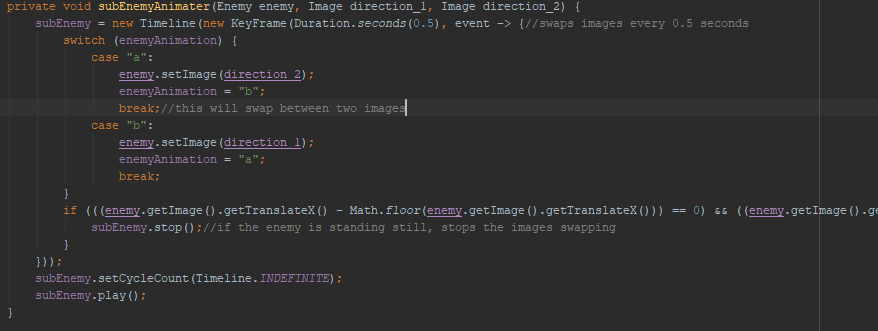 private void subEnemyAnimater(Enemy enemy, Image direction_1, Image direction_2) {
subEnemy = new Timeline(new KeyFrame(Duration.seconds(0.5), event -> {//swaps images every 0.5 seconds
switch (enemyAnimation) {
case "a":
enemy.setImage(direction_2);
enemyAnimation = "b";
break;//this will swap between two images
case "b":
enemy.setImage(direction_1);
enemyAnimation = "a";
break;
}
if (((enemy.getImage().getTranslateX() - Math.floor(enemy.getImage().getTranslateX())) == 0) && ((enemy.getImage().ge
subEnemy.stop();//if the enemy is standing still, stops the images swapping
}
}));
subEnemy.setCycleCount(Timeline.INDEFINITE);
subEnemy.play();
}